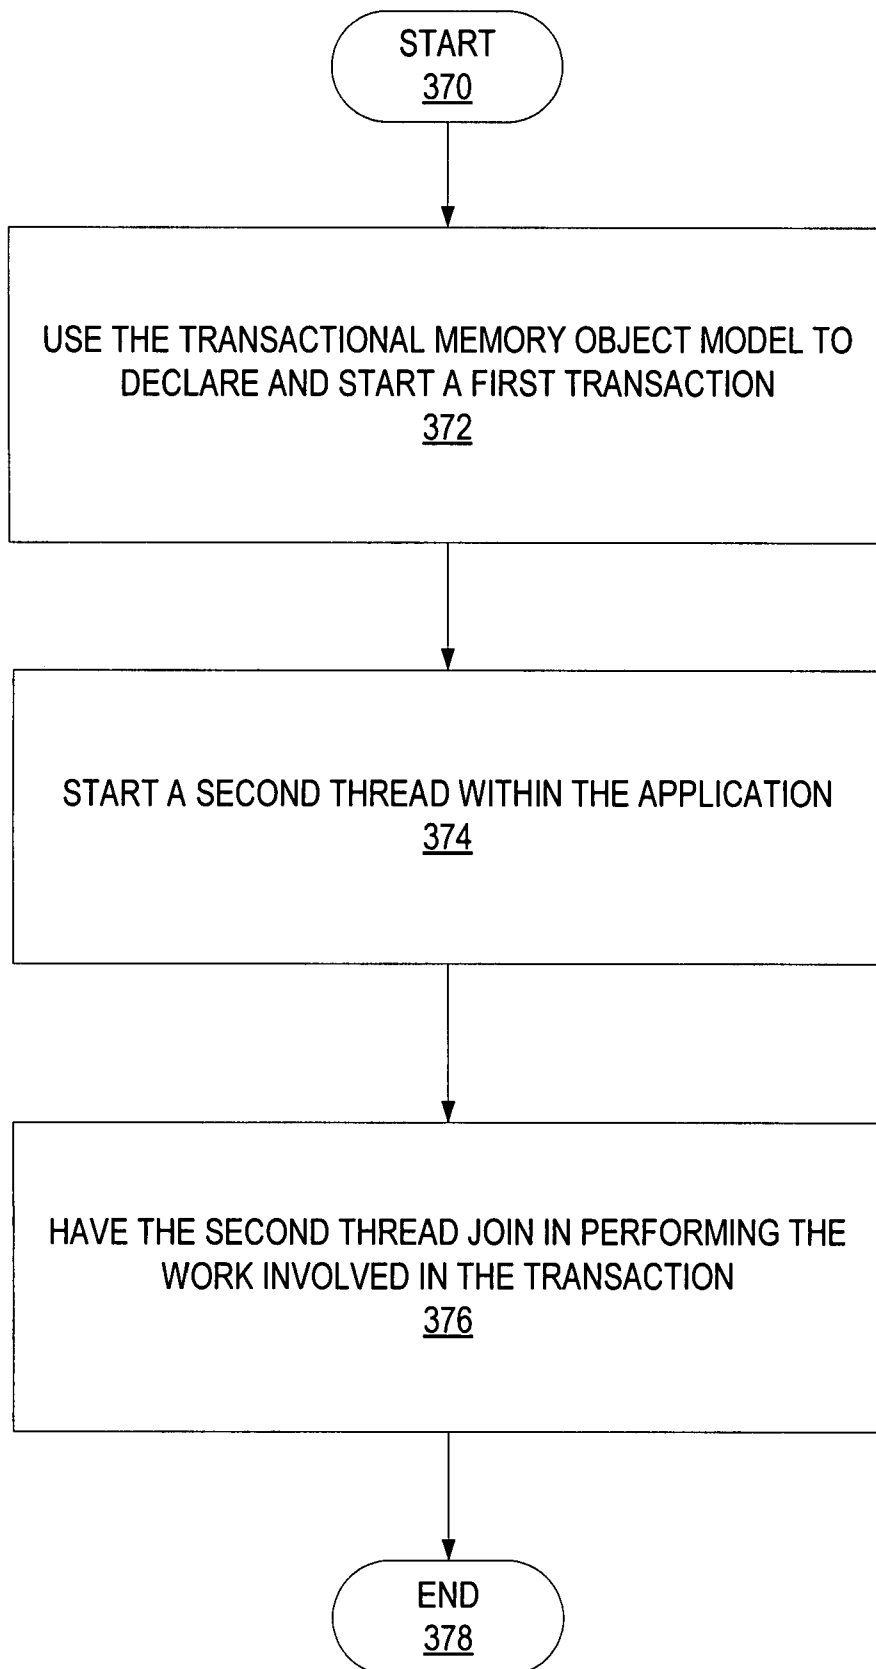 START
370
USE THE TRANSACTIONAL MEMORY OBJECT MODEL TO
DECLARE AND START A FIRST TRANSACTION
372
START A SECOND THREAD WITHIN THE APPLICATION
374
HAVE THE SECOND THREAD JOIN IN PERFORMING THE
WORK INVOLVED IN THE TRANSACTION
376
END
378